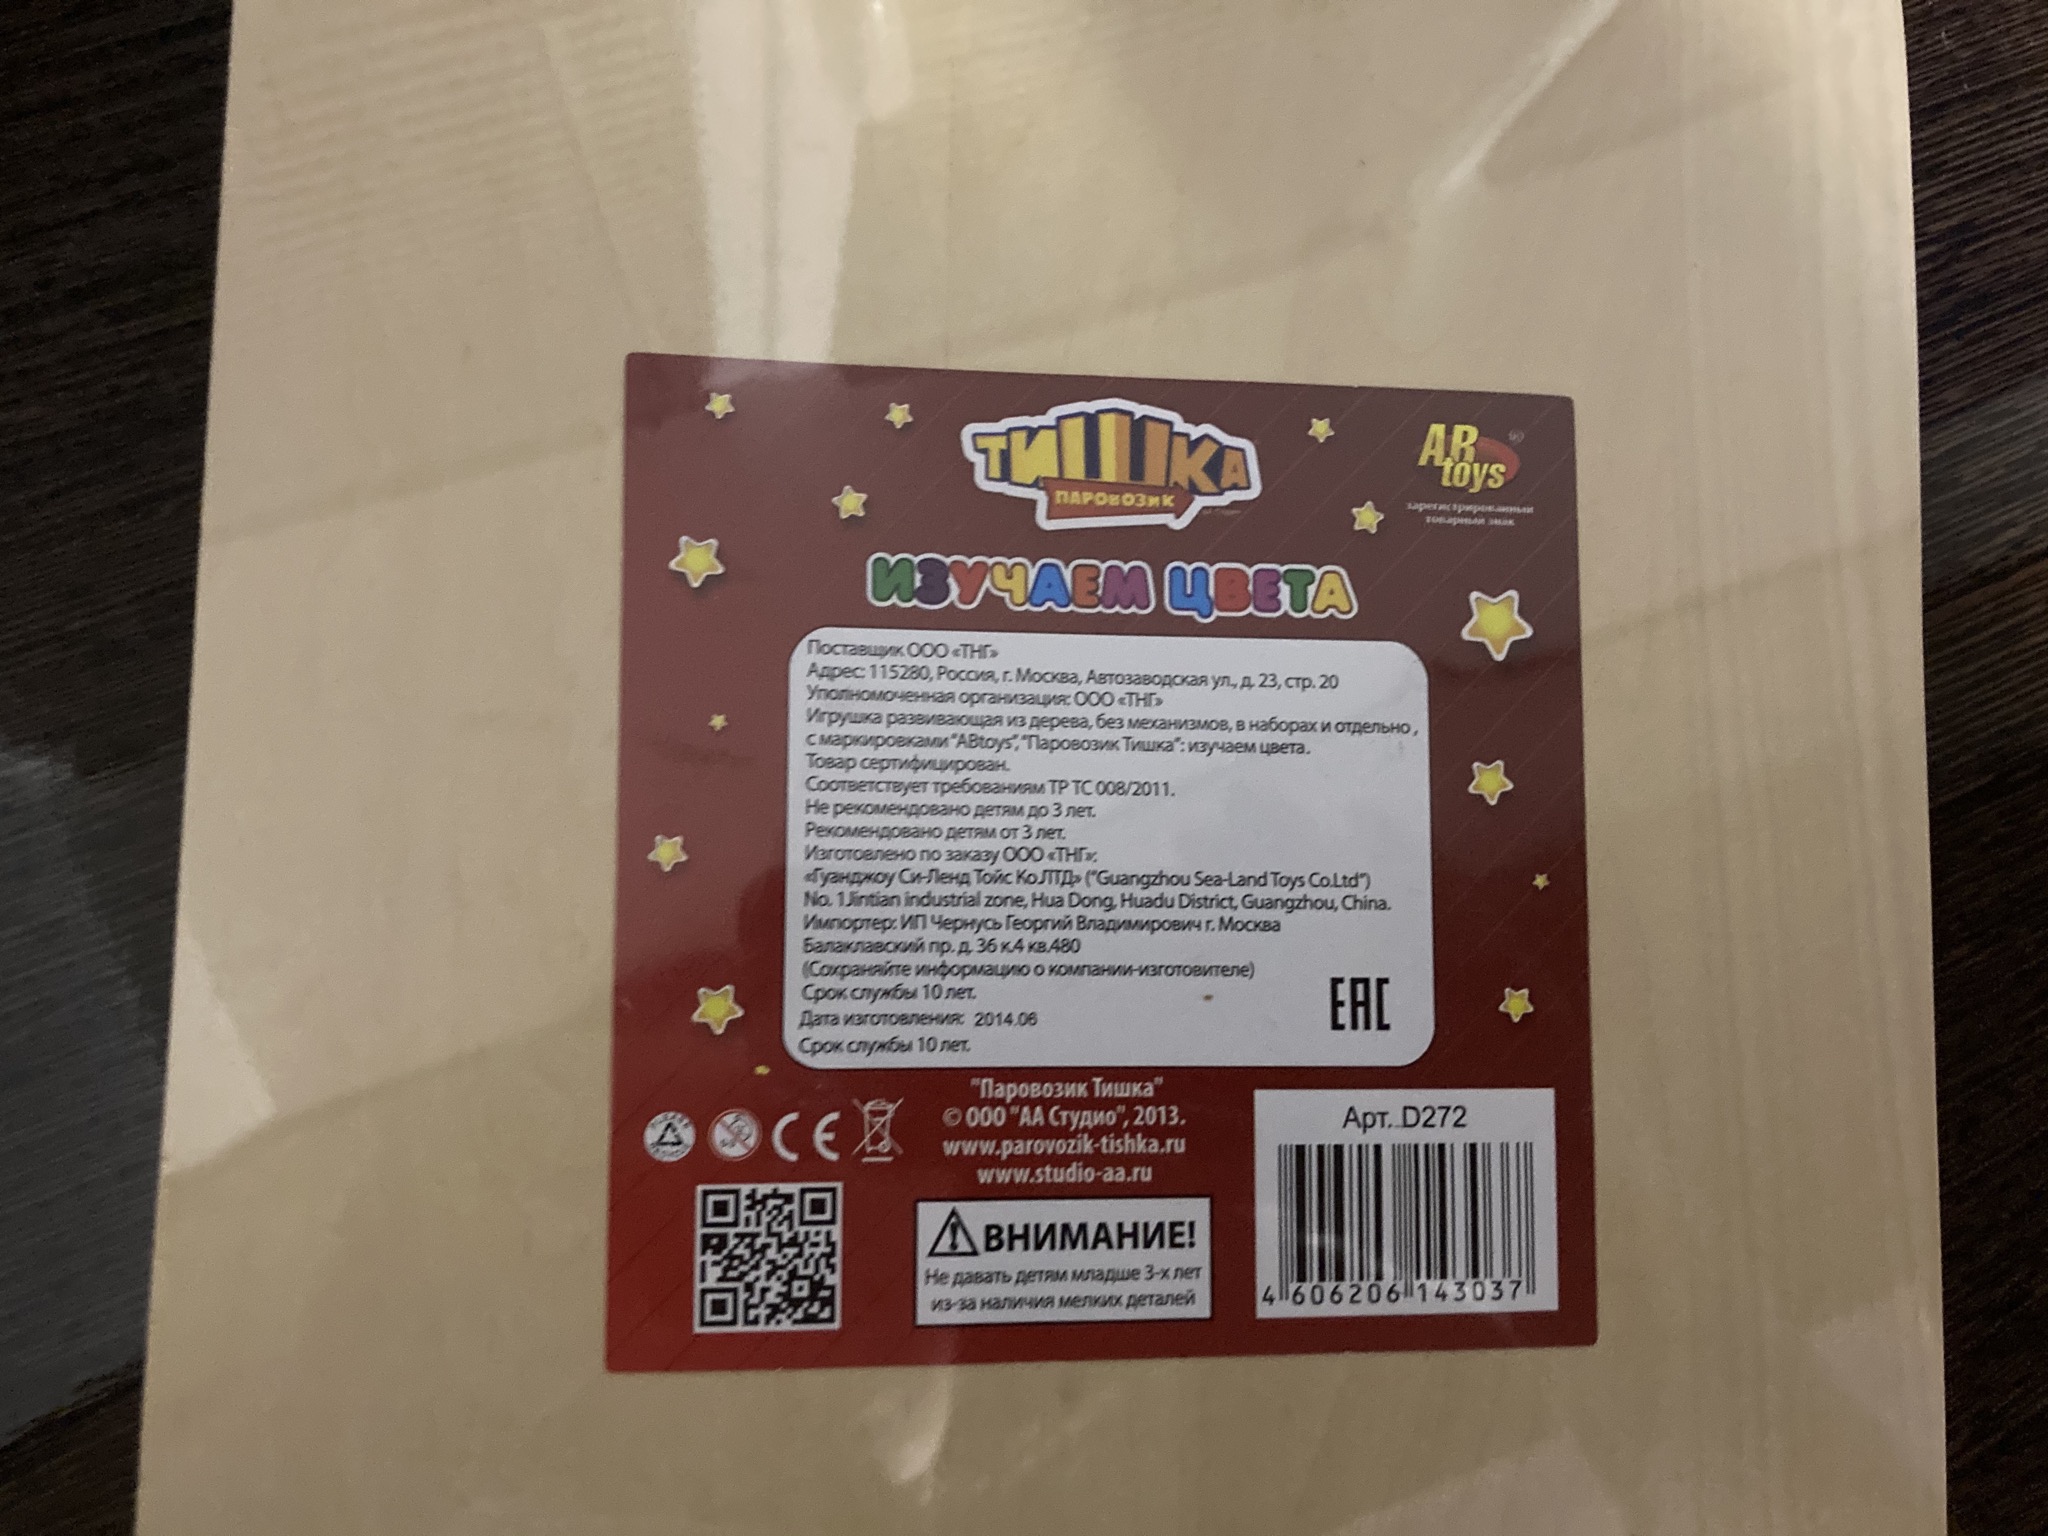 ТИШКА
ПАРОВОЗИК
ABtoys
зарегистрированный
товарный знак
ИЗУЧАЕМ ЦВЕТА
Поставщик ООО «ТНГ»
Адрес: 115280, Россия, г. Москва, Автозаводская ул., д. 23, стр. 20
Уполномоченная организация: ООО «ТНГ»
Игрушка развивающая из дерева, без механизмов, в наборах и отдельно ,
с маркировками "ABtoys", "Паровозик Тишка": изучаем цвета.
Товар сертифицирован.
Соответствует требованиям ТР ТС 008/2011.
Не рекомендовано детям до 3 лет.
Рекомендовано детям от 3 лет.
Изготовлено по заказу ООО «ТНГ»:
«Гуанджоу Си-Ленд Тойс Ко ЛТД» ("Guangzhou Sea-Land Toys Co.Ltd")
No. 1 Jintian industrial zone, Hua Dong, Huadu District, Guangzhou, China.
Импортер: ИП Чернусь Георгий Владимирович г. Москва
Балаклавский пр. д. 36 к.4 кв.480
(Сохраняйте информацию о компании-изготовителе)
Срок службы 10 лет.
Дата изготовления: 2014.06
Срок службы 10 лет.
EAC
"Паровозик Тишка"
© ООО "АА Студио", 2013.
www.parovozik-tishka.ru
www.studio-aa.ru
CE
ВНИМАНИЕ!
Не давать детям младше 3-х лет
из-за наличия мелких деталей
Арт. D272
4 606206 143037